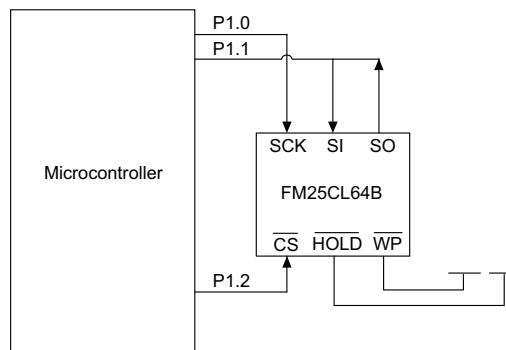 P1.0
P1.1
SCK SI SO
Microcontroller
FM25CL64B
CS HOLD WP
P1.2